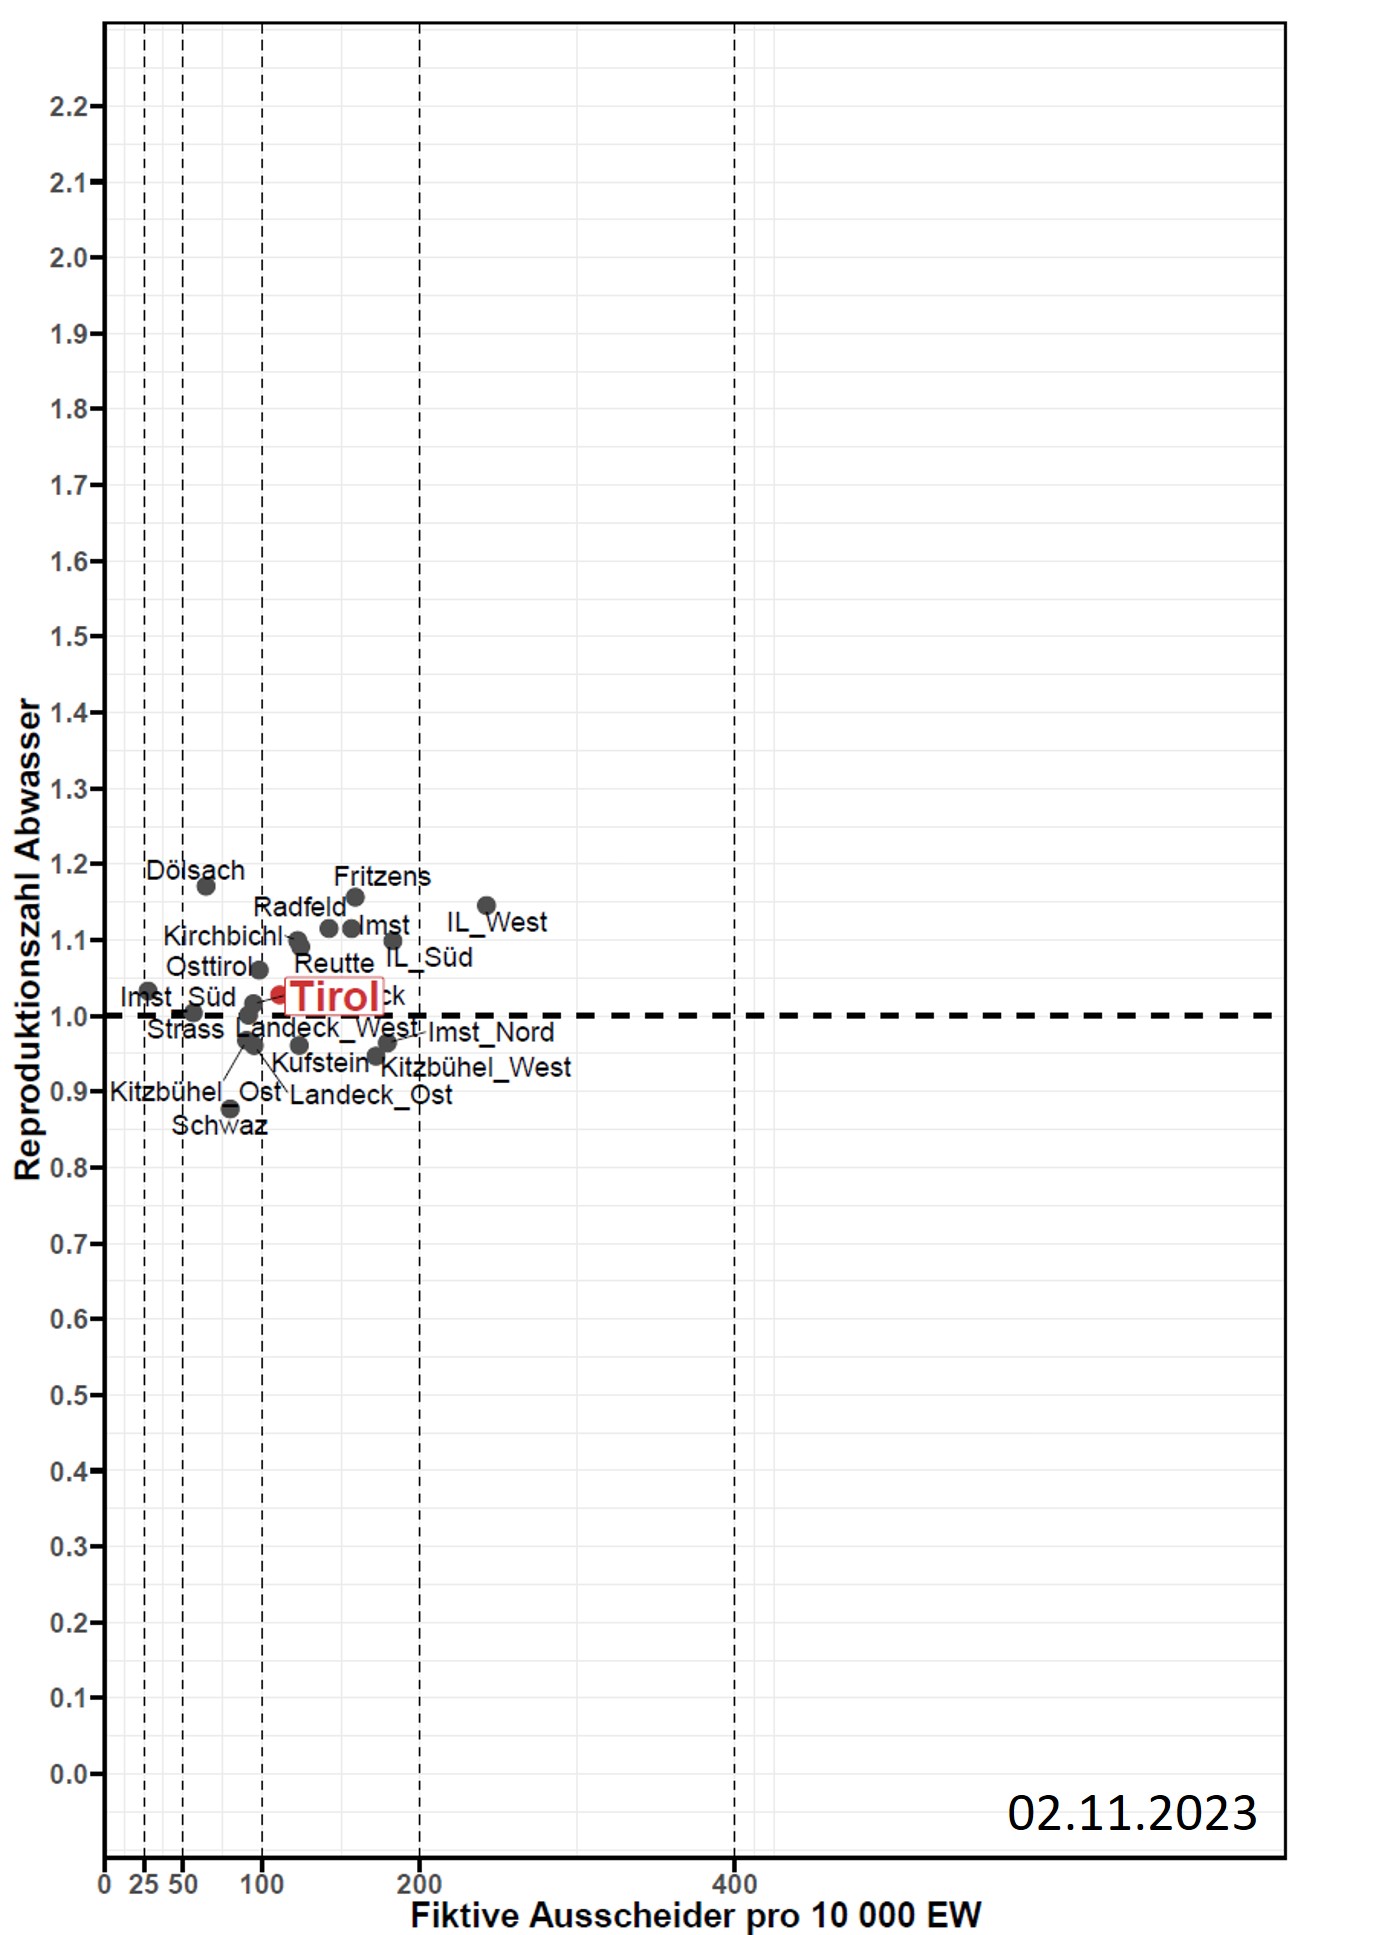 2.2
2.1
2.0
1.9
1.8
1.7
1.6
1.5
1.4
1.3
1.2
1.1
1.0
0.9
0.8
0.7
0.6
0.5
0.4
0.3
0.2
0.1
0.0
Reproduktionszahl Abwasser
Dölsach
Fritzens
Radfeld
Imst
IL_West
Kirchbichl
Osttirol
Reutte
IL_Süd
Imst_Süd
Tirol
ck
Strass
Landeck_West
Imst_Nord
Kufstein
Kitzbühel_West
Kitzbühel_Ost
Landeck_Ost
Schwaz
02.11.2023
0 25 50 100 200 400
Fiktive Ausscheider pro 10 000 EW